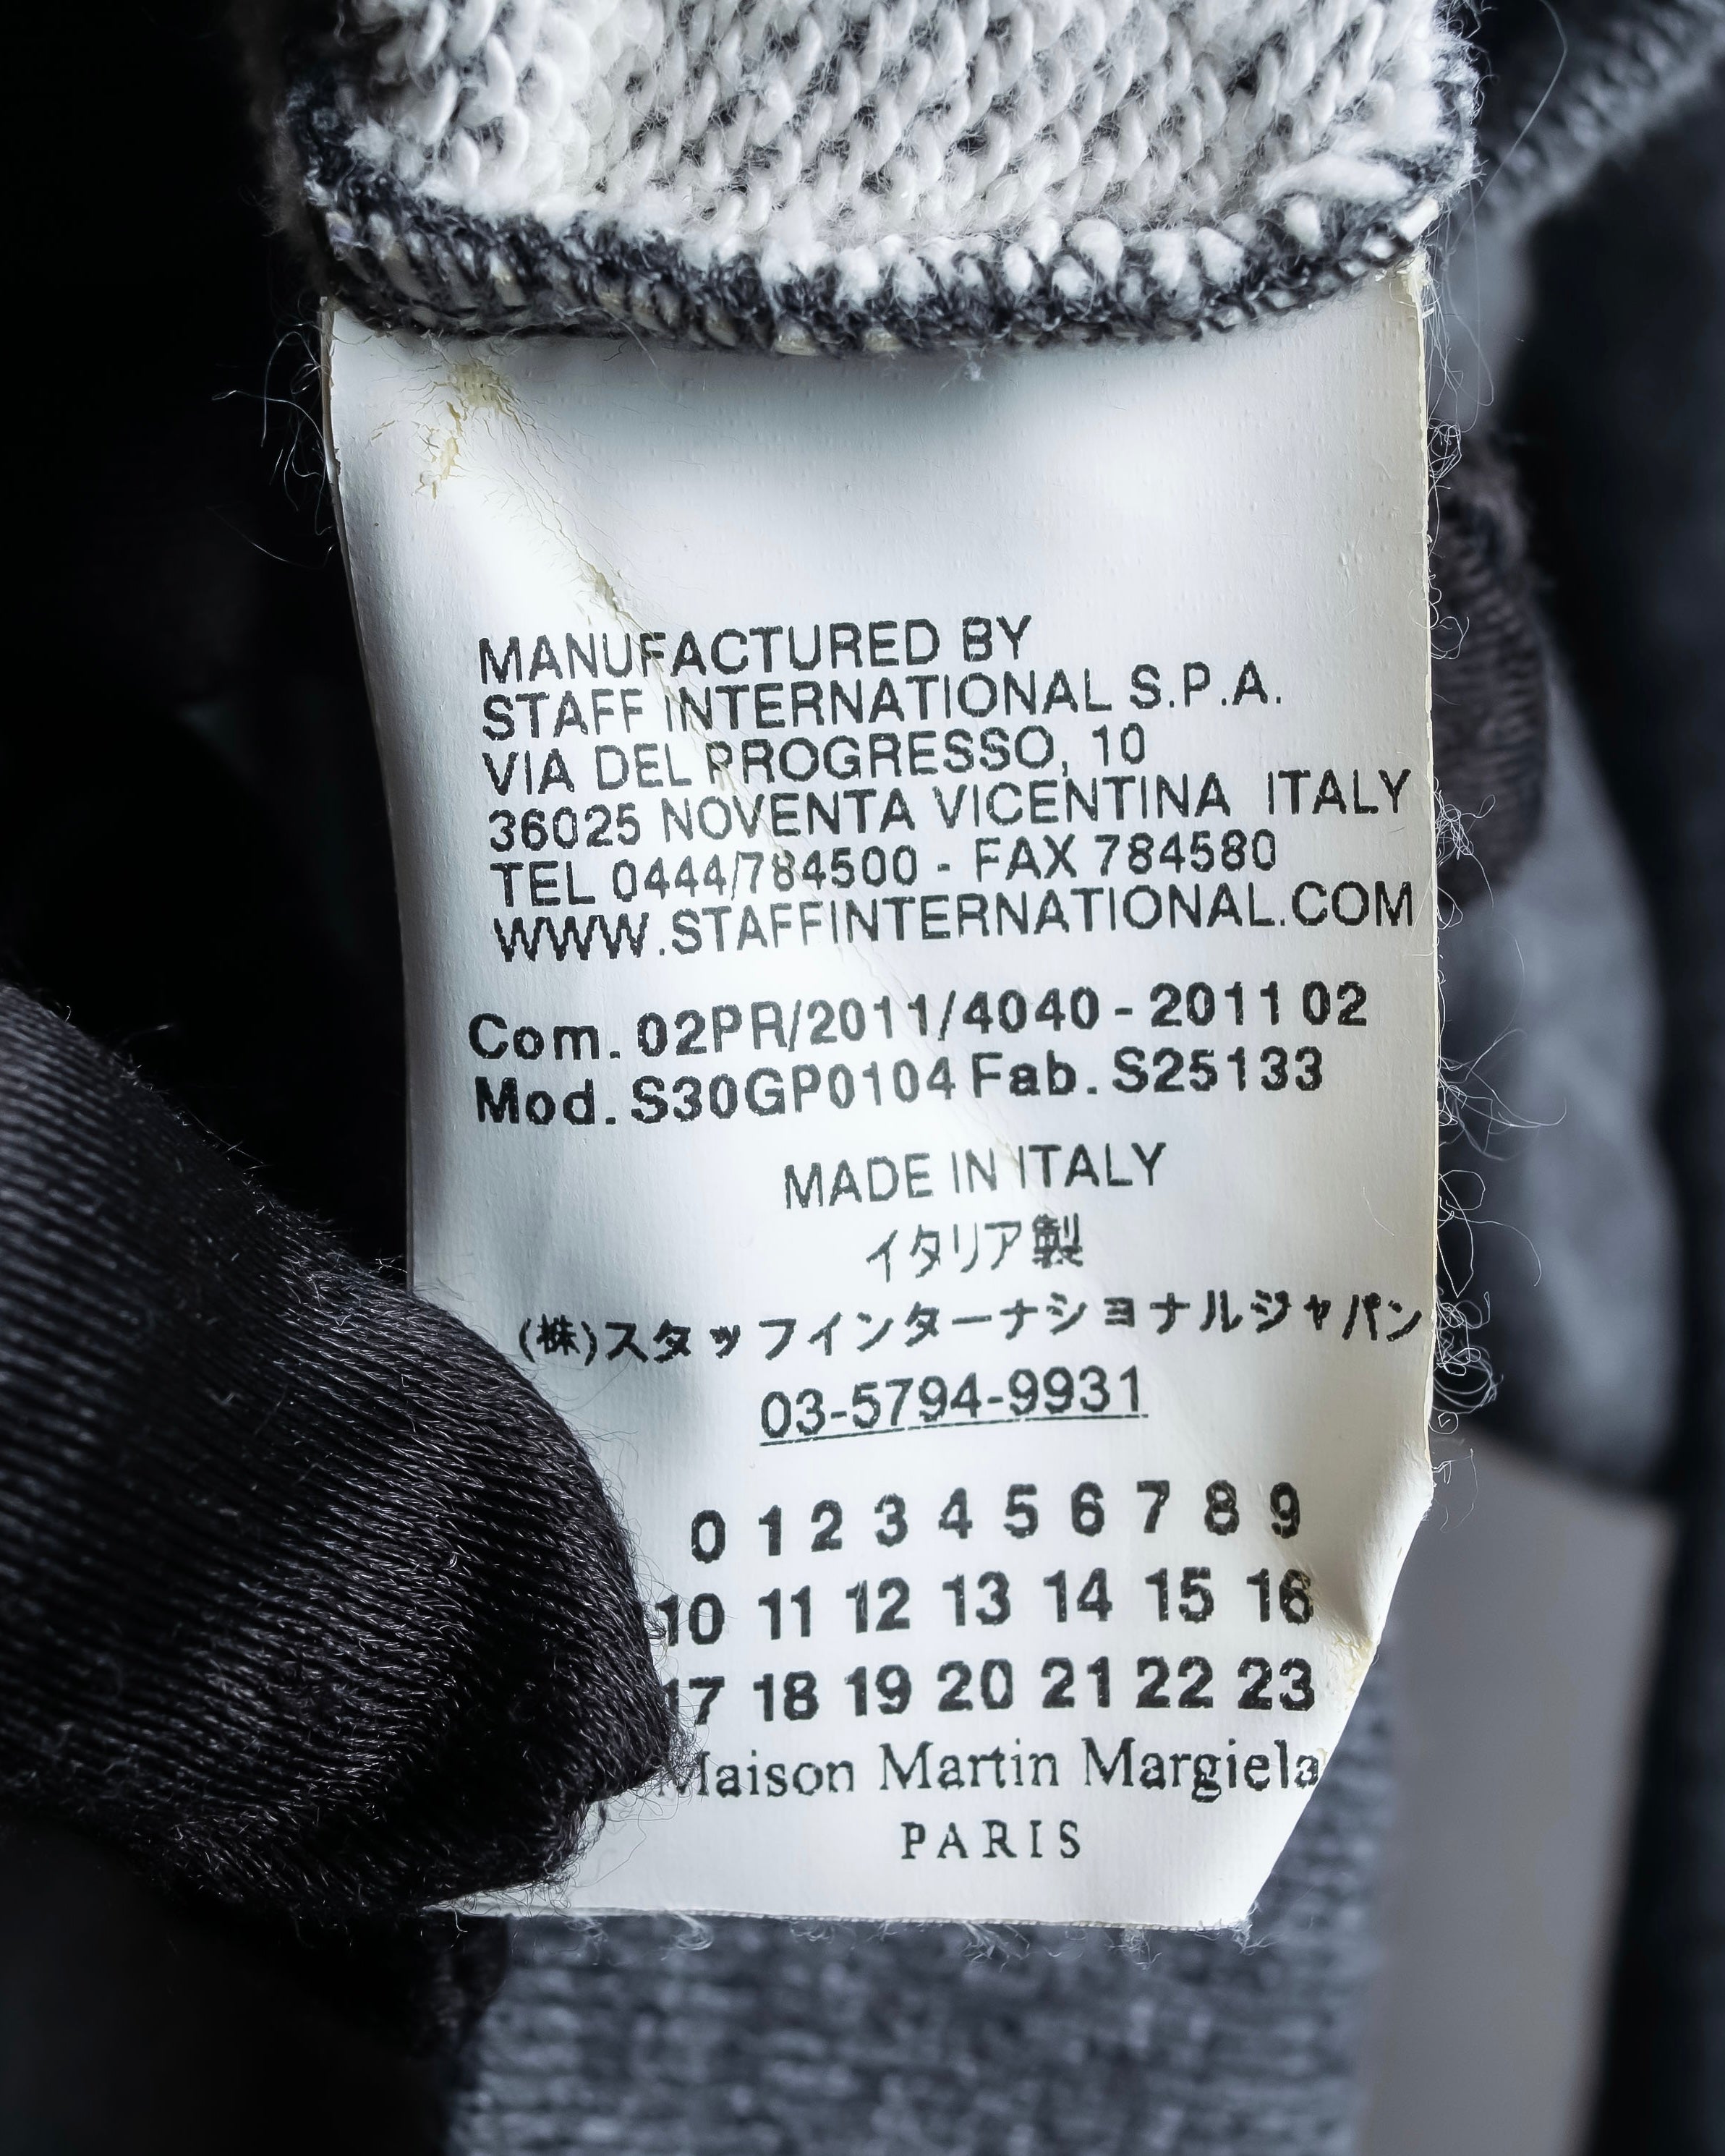 MANUFACTURED BY
STAFF INTERNATIONAL S.P.A.
VIA DEL PROGRESSO, 10
36025 NOVENTA VICENTINA ITALY
TEL 0444/784500 - FAX 784580
WWW.STAFFINTERNATIONAL.COM
Com. 02PR/2011/4040 - 2011 02
Mod. S30GP0104 Fab. S25133
MADE IN ITALY
イタリア製
(株)スタッフインターナショナルジャパン
03-5794-9931
0 1 2 3 4 5 6 7 8 9
10 11 12 13 14 15 16
17 18 19 20 21 22 23
Maison Martin Margiela
PARIS